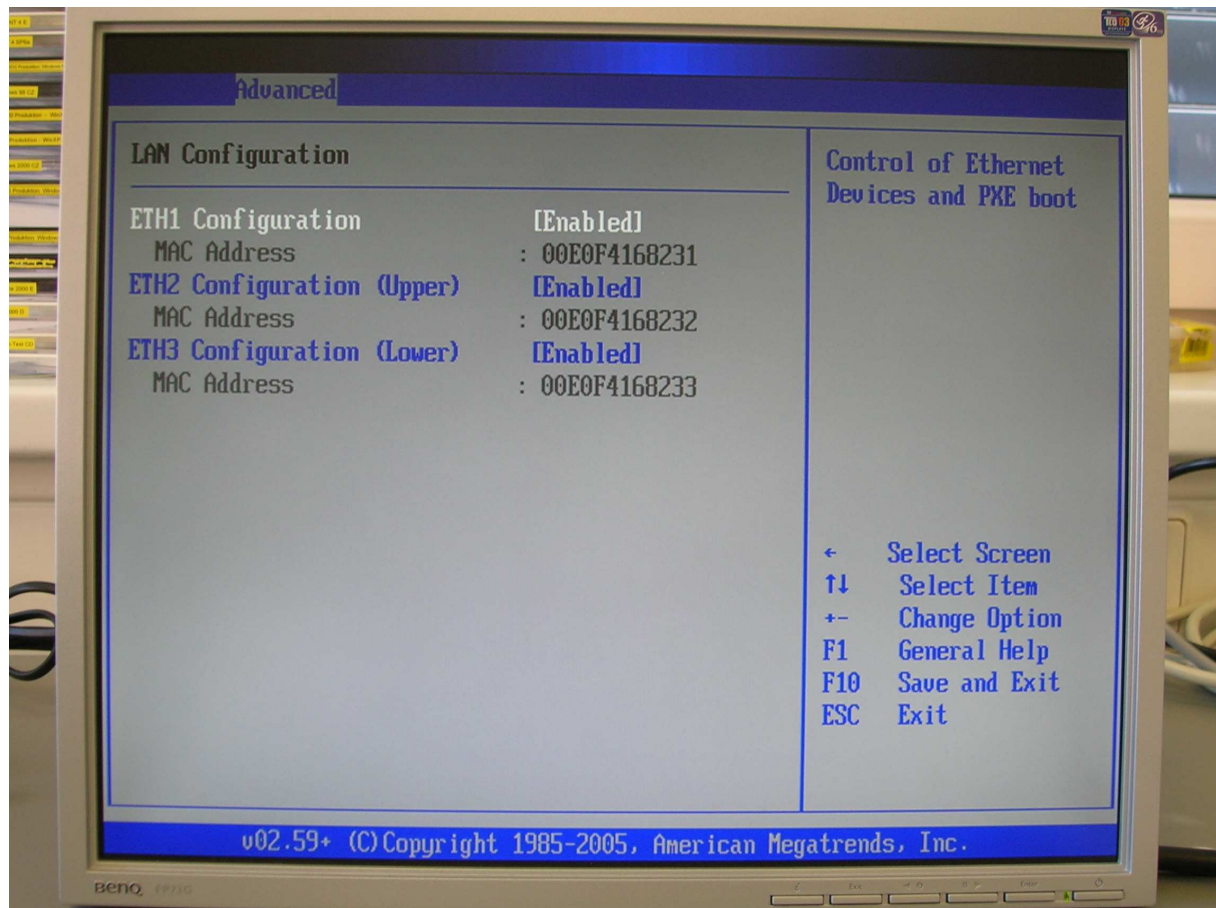 Advanced
LAN Configuration
ETH1 Configuration [Enabled]
MAC Address : 00E0F4168231
ETH2 Configuration (Upper) [Enabled]
MAC Address : 00E0F4168232
ETH3 Configuration (Lower) [Enabled]
MAC Address : 00E0F4168233
Control of Ethernet
Devices and PXE boot
← Select Screen
↑↓ Select Item
+- Change Option
F1 General Help
F10 Save and Exit
ESC Exit
v02.59+ (C)Copyright 1985-2005, American Megatrends, Inc.
BenQ
TCO 03